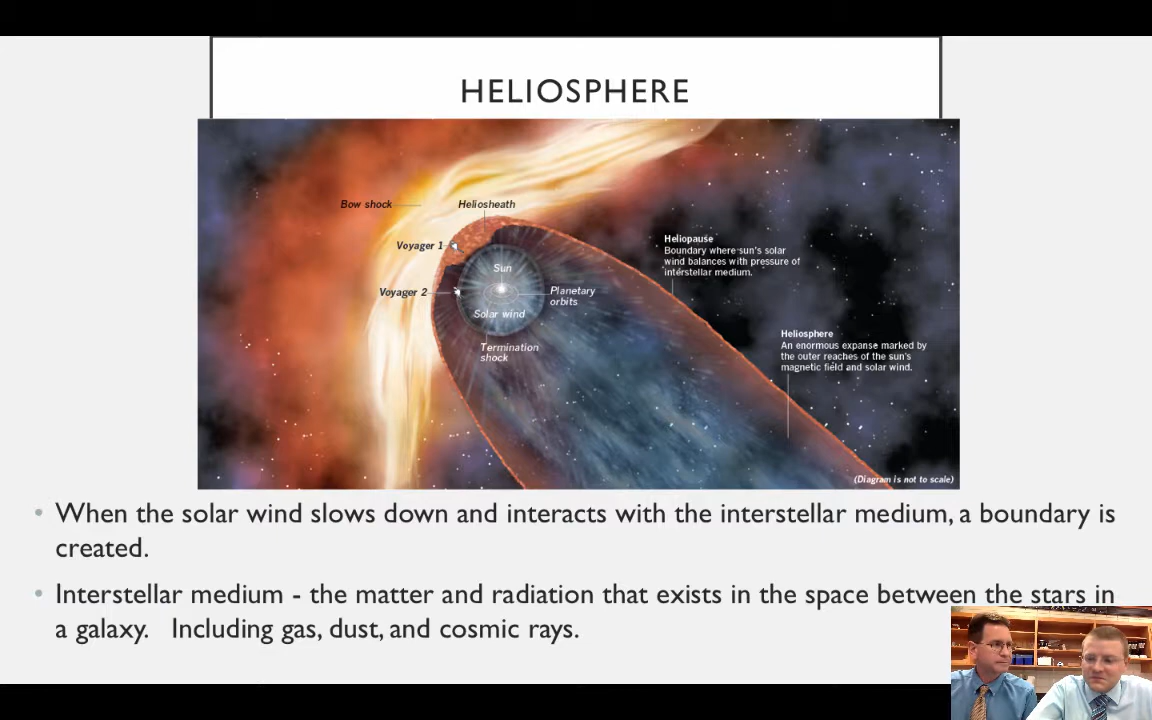 HELIOSPHERE
Bow shock
Heliosheath
Voyager 1
Heliopause
Boundary where sun's solar
wind balances with pressure of
interstellar medium.
Sun
Voyager 2
Planetary
orbits
Solar wind
Termination
shock
Heliosphere
An enormous expanse marked by
the outer reaches of the sun's
magnetic field and solar wind.
(Diagram is not to scale)
• When the solar wind slows down and interacts with the interstellar medium, a boundary is
created.
• Interstellar medium - the matter and radiation that exists in the space between the stars in
a galaxy. Including gas, dust, and cosmic rays.